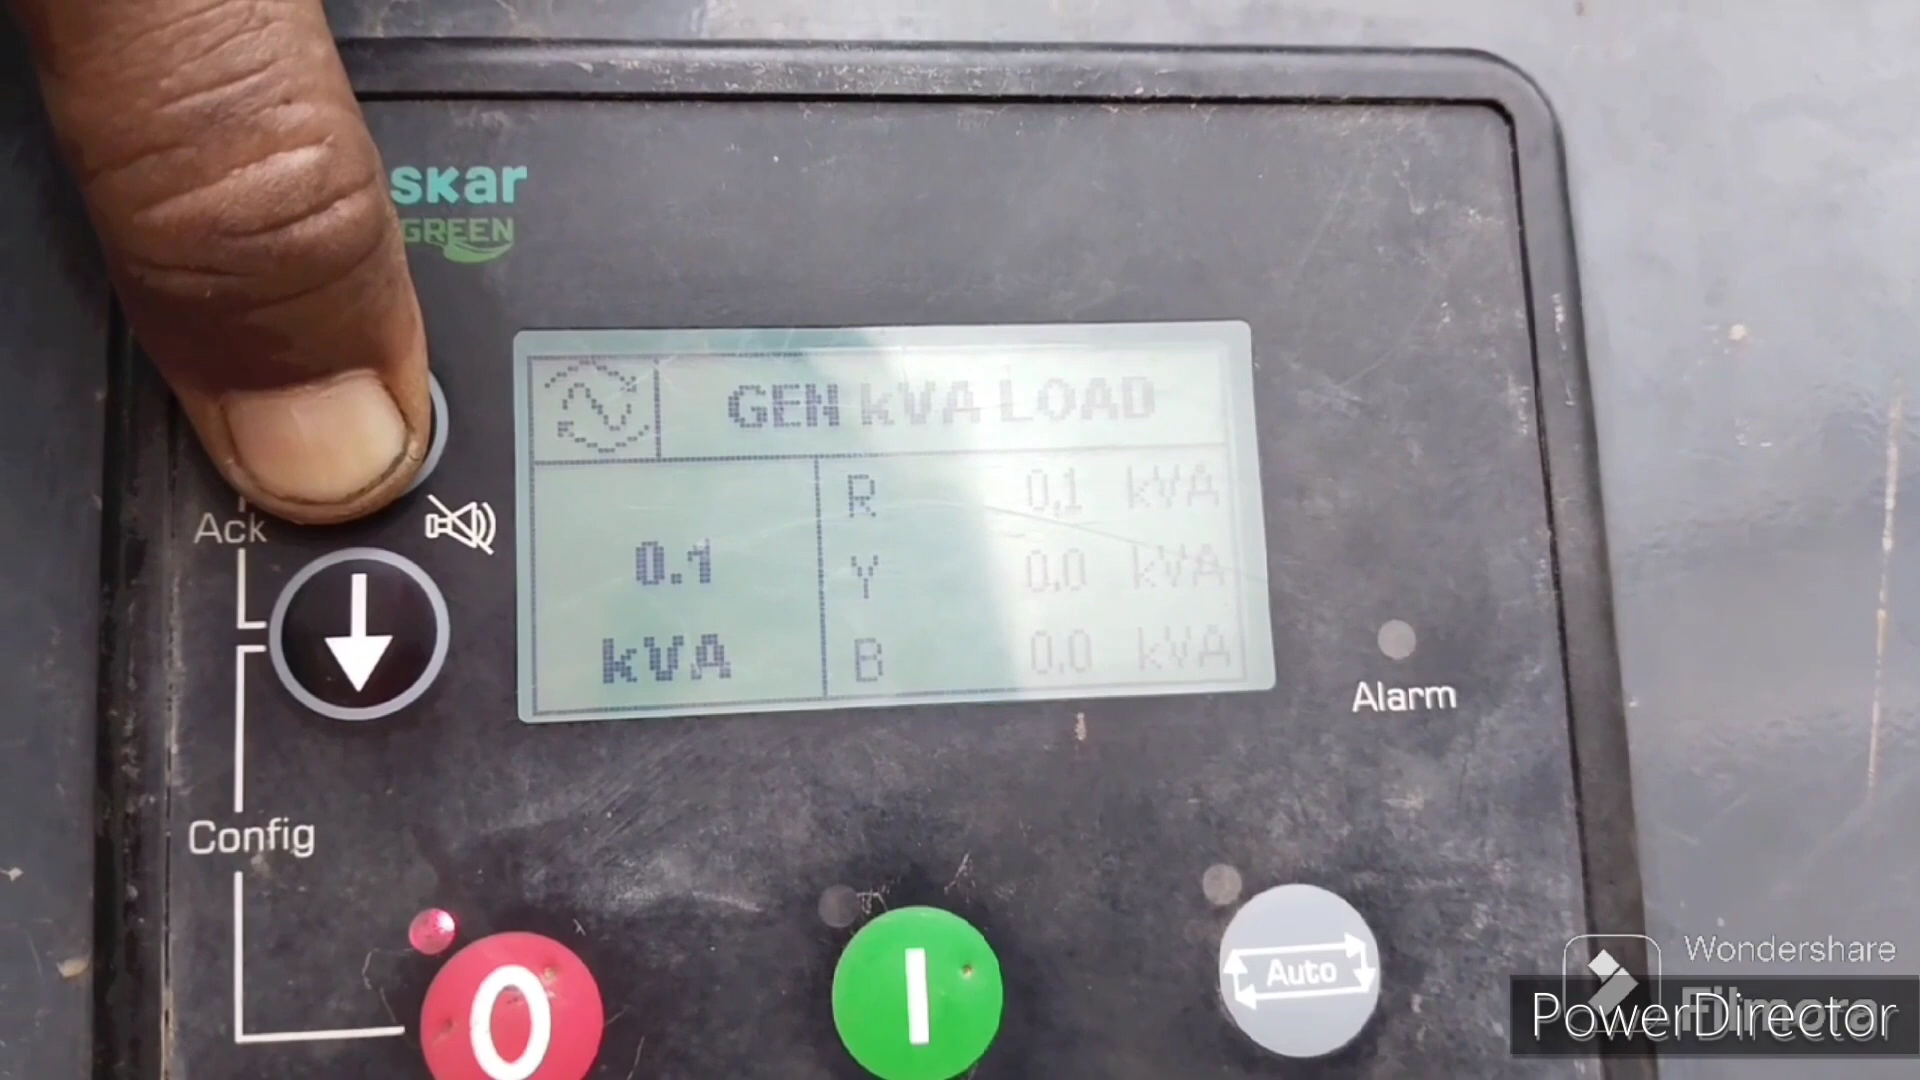 skar
GREEN
GEN kVA LOAD
R 0.1 kVA
Y 0.0 kVA
B 0.0 kVA
0.1
kVA
Ack
Alarm
Config
0
I
Auto
Wondershare
Filmora
PowerDirector